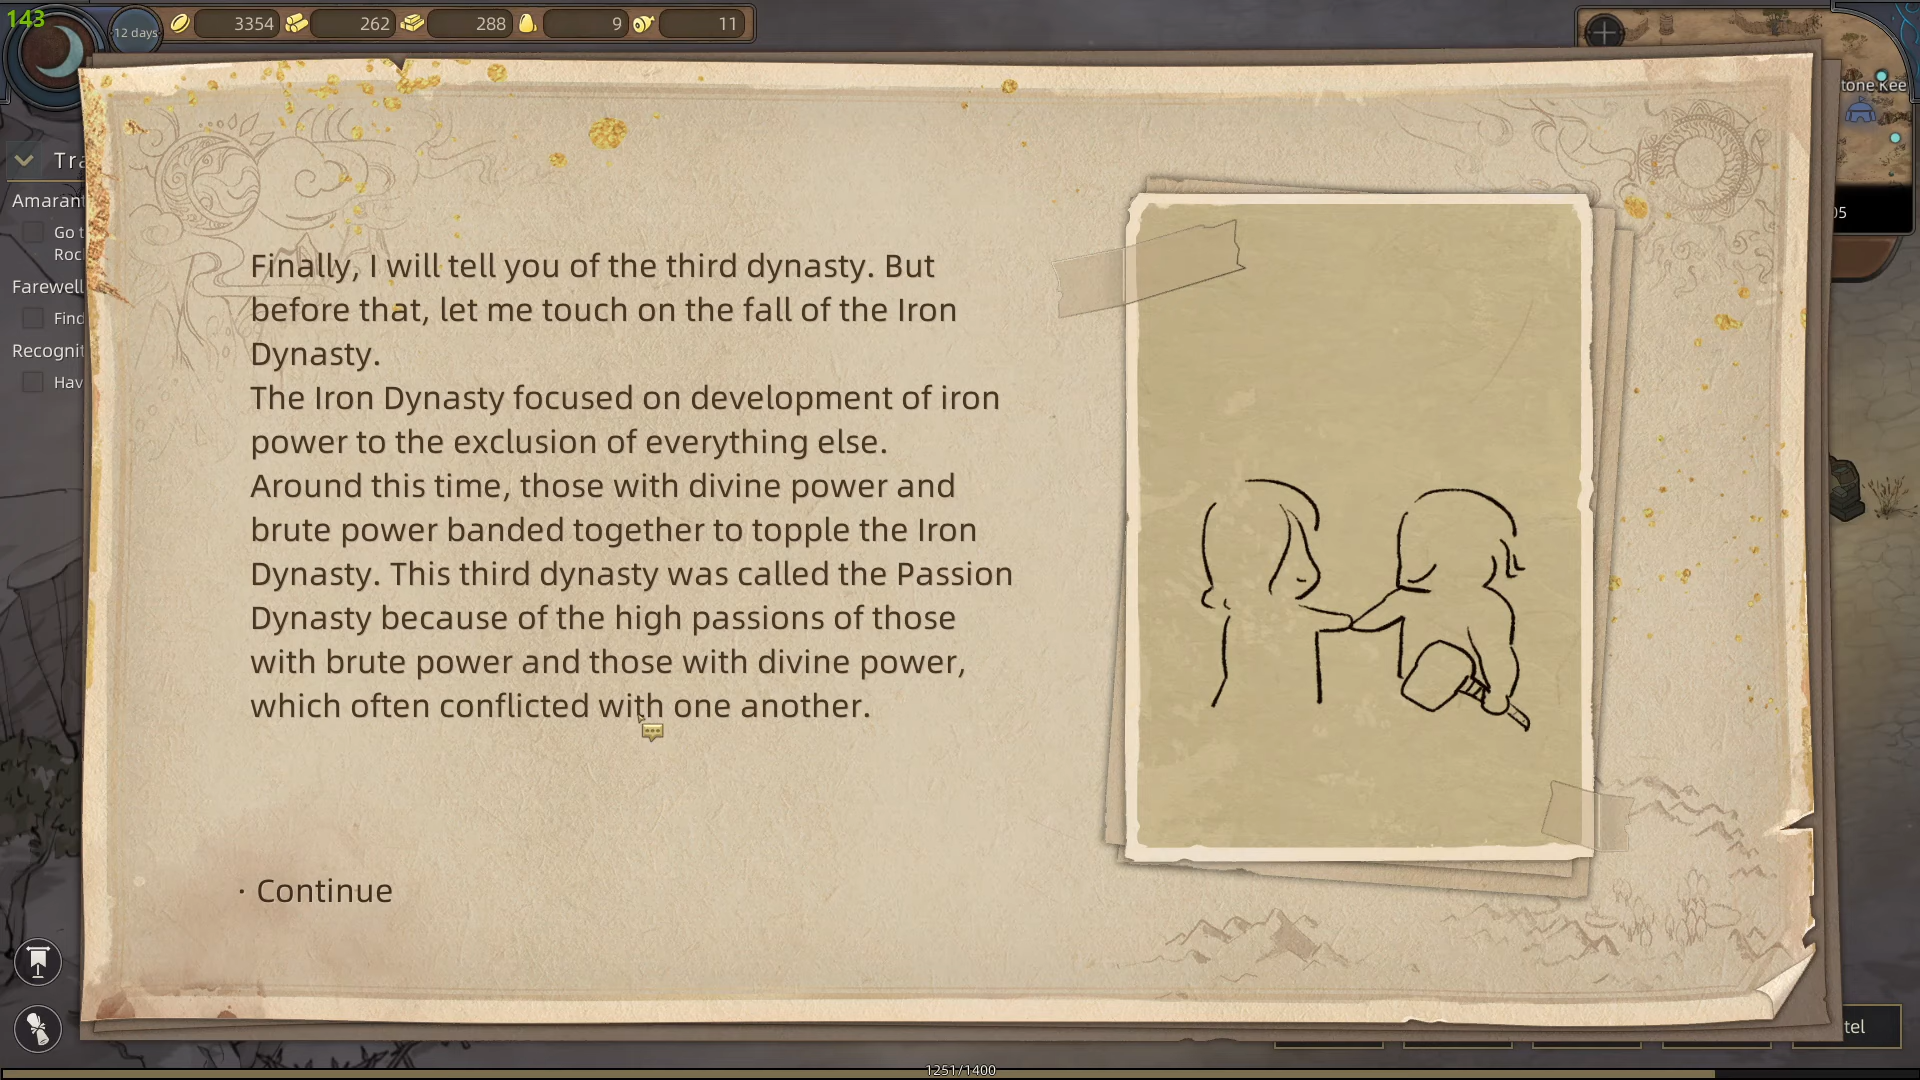 143
12 days
3354
262
288
9
11
tone Kee
05
Amarant
Go t
Roc
Farewell
Find
Recognit
Hav
Finally, I will tell you of the third dynasty. But
before that, let me touch on the fall of the Iron
Dynasty.
The Iron Dynasty focused on development of iron
power to the exclusion of everything else.
Around this time, those with divine power and
brute power banded together to topple the Iron
Dynasty. This third dynasty was called the Passion
Dynasty because of the high passions of those
with brute power and those with divine power,
which often conflicted with one another.
· Continue
tel
1251/1400